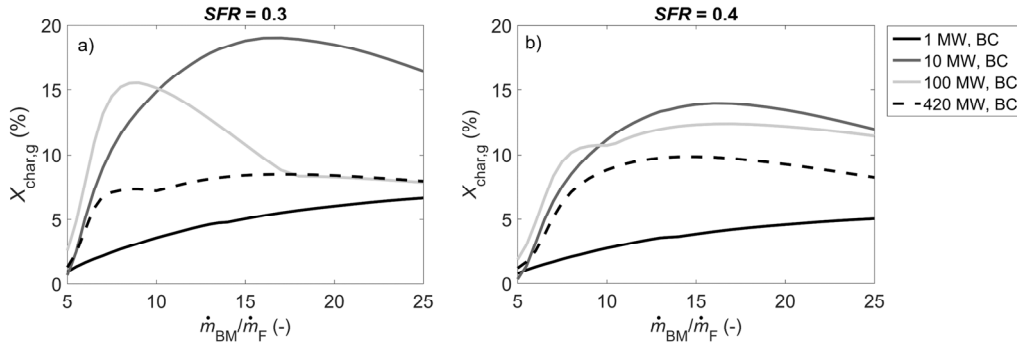 SFR = 0.3
a)
20
15
10
5
0
X_char,g (%)
5 10 15 20 25
ṁ_BM/ṁ_F (-)
SFR = 0.4
b)
20
15
10
5
0
X_char,g (%)
5 10 15 20 25
ṁ_BM/ṁ_F (-)
1 MW, BC
10 MW, BC
100 MW, BC
420 MW, BC